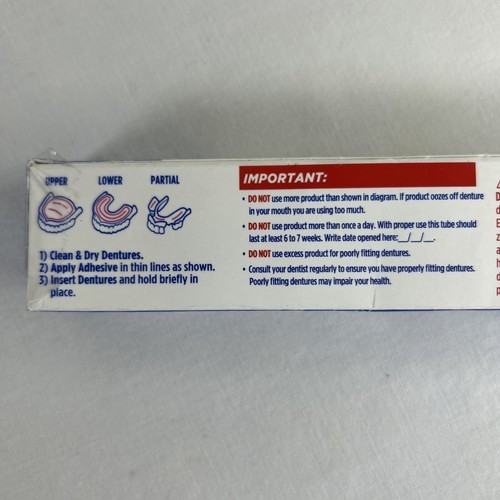 UPPER LOWER PARTIAL
1) Clean & Dry Dentures.
2) Apply Adhesive in thin lines as shown.
3) Insert Dentures and hold briefly in
place.
IMPORTANT:
• DO NOT use more product than shown in diagram. If product oozes off denture
in your mouth you are using too much.
• DO NOT use product more than once a day. With proper use this tube should
last at least 6 to 7 weeks. Write date opened here:__/__/__.
• DO NOT use excess product for poorly fitting dentures.
• Consult your dentist regularly to ensure you have properly fitting dentures.
Poorly fitting dentures may impair your health.